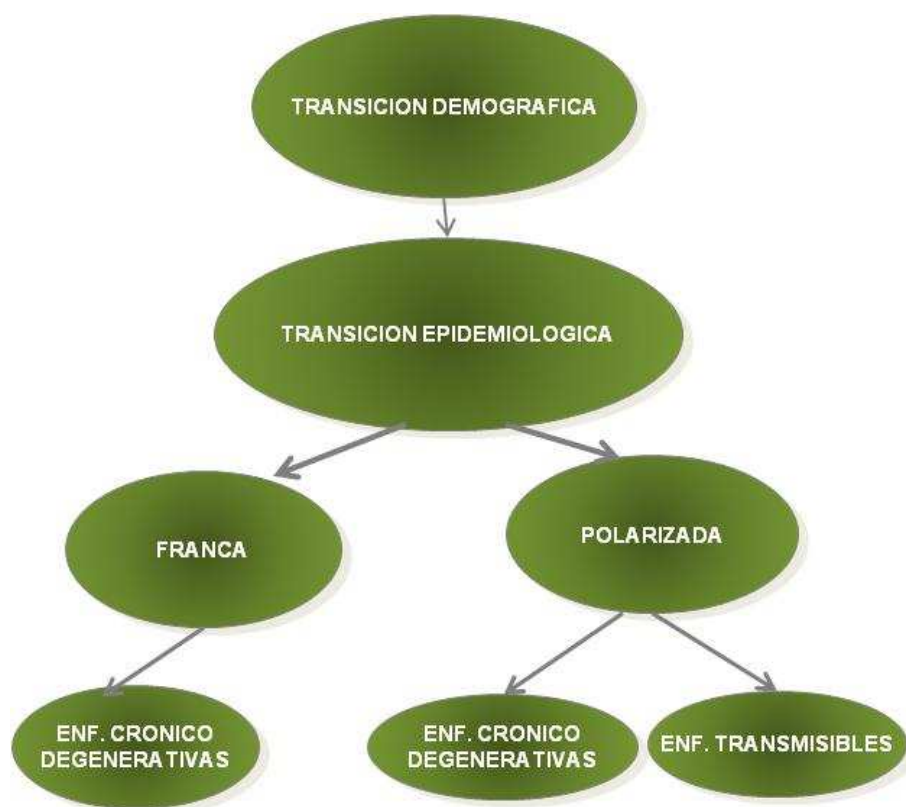 TRANSICION DEMOGRAFICA
TRANSICION EPIDEMIOLOGICA
FRANCA
POLARIZADA
ENF. CRONICO
DEGENERATIVAS
ENF. CRONICO
DEGENERATIVAS
ENF. TRANSMISIBLES